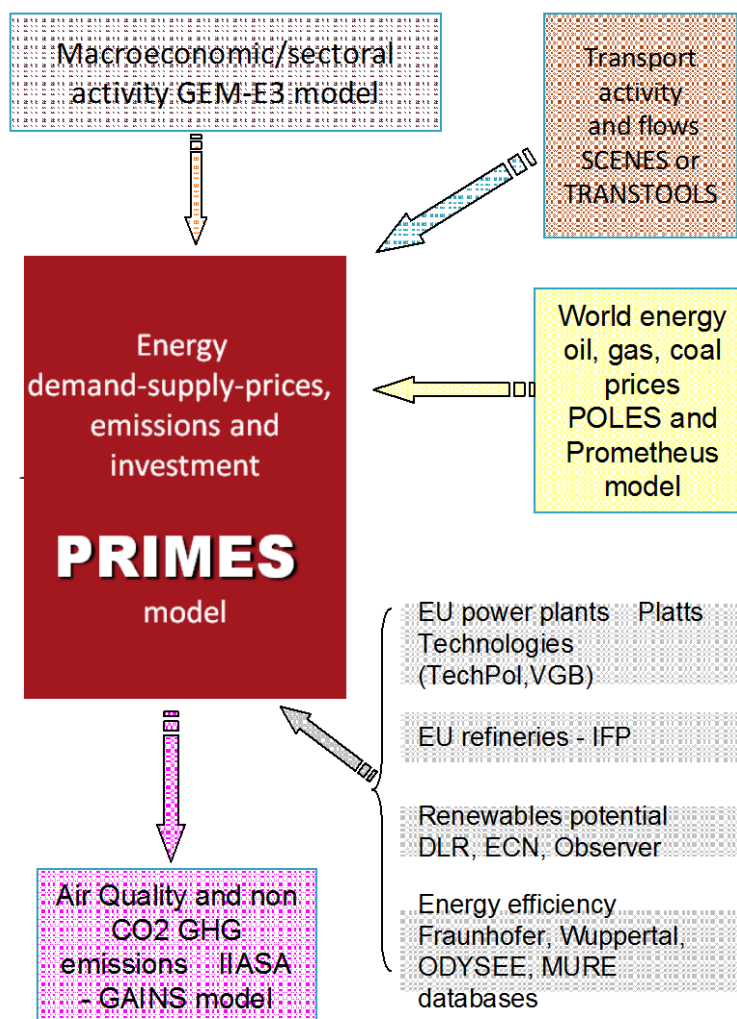 Macroeconomic/sectoral
activity GEM-E3 model
Transport
activity
and flows
SCENES or
TRANSTOOLS
Energy
demand-supply-prices,
emissions and
investment
PRIMES
model
World energy
oil, gas, coal
prices
POLES and
Prometheus
model
EU power plants Platts
Technologies
(TechPol,VGB)
EU refineries - IFP
Renewables potential
DLR, ECN, Observer
Energy efficiency
Fraunhofer, Wuppertal,
ODYSEE, MURE
databases
Air Quality and non
CO2 GHG
emissions IIASA
- GAINS model